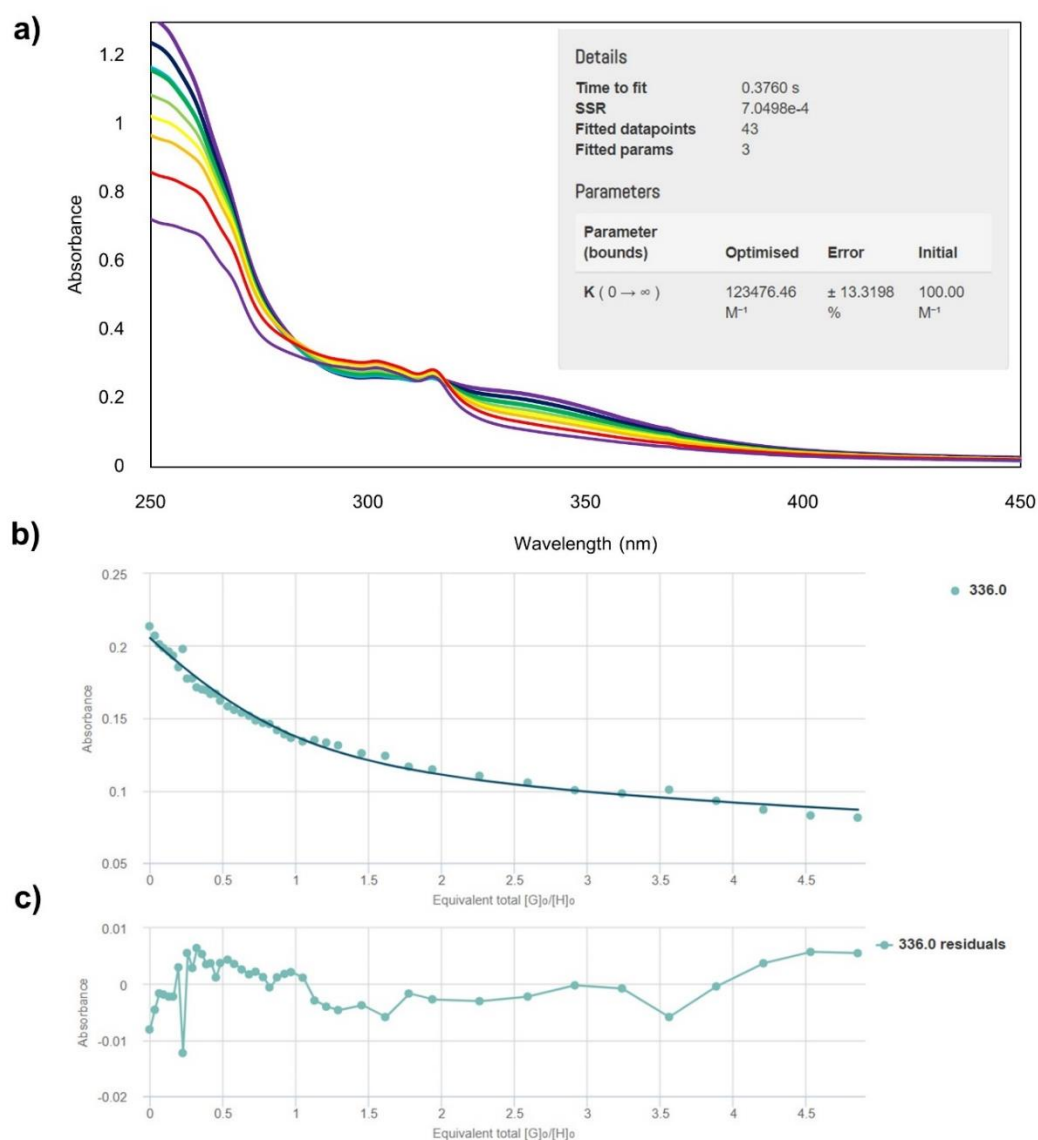 a)
Absorbance
1.2
1
0.8
0.6
0.4
0.2
0
250
300
350
400
450
Wavelength (nm)
Details
Time to fit 0.3760 s
SSR 7.0498e-4
Fitted datapoints 43
Fitted params 3
Parameters
Parameter (bounds) Optimised Error Initial
K ( 0 → ∞ ) 123476.46 M⁻¹ ± 13.3198 % 100.00 M⁻¹
b)
Absorbance
0.25
0.2
0.15
0.1
0.05
0
0.5
1
1.5
2
2.5
3
3.5
4
4.5
Equivalent total [G]₀/[H]₀
336.0
c)
Absorbance
0.01
0
-0.01
-0.02
0
0.5
1
1.5
2
2.5
3
3.5
4
4.5
Equivalent total [G]₀/[H]₀
336.0 residuals